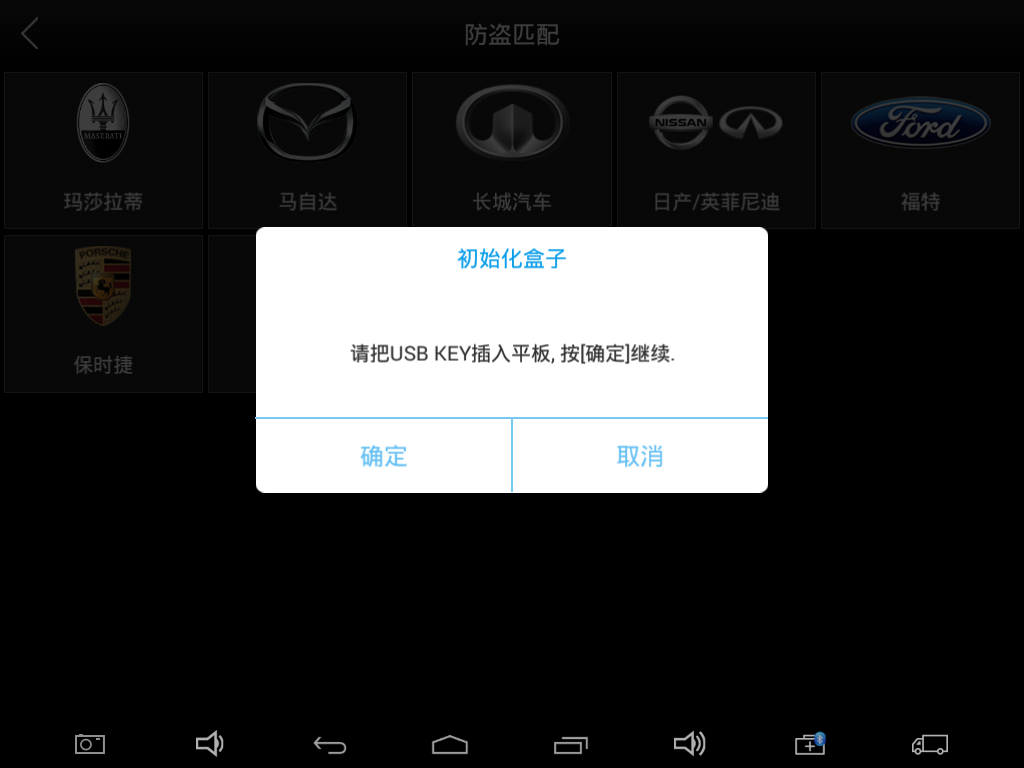 防盗匹配
MASERATI
NISSAN
Ford
玛莎拉蒂
马自达
长城汽车
日产/英菲尼迪
福特
PORSCHE
保时捷
初始化盒子
请把USB KEY插入平板, 按[确定]继续.
确定
取消